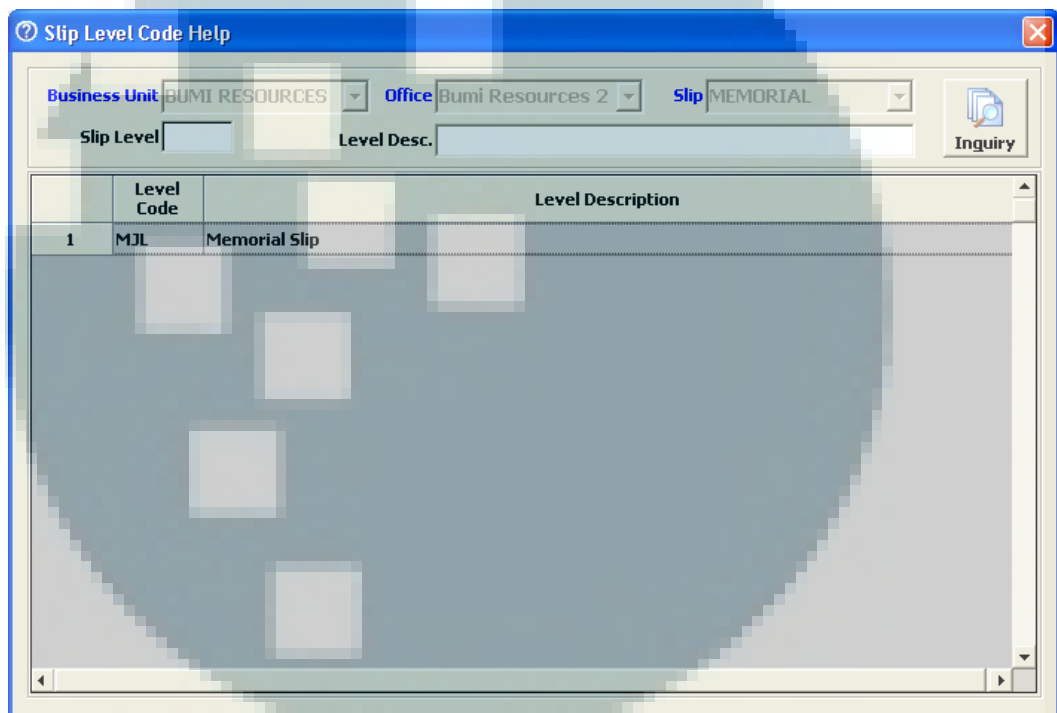 Slip Level Code Help
Business Unit BUMI RESOURCES Office Bumi Resources 2 Slip MEMORIAL
Slip Level Level Desc. Inquiry
Level Code Level Description
1 MJL Memorial Slip